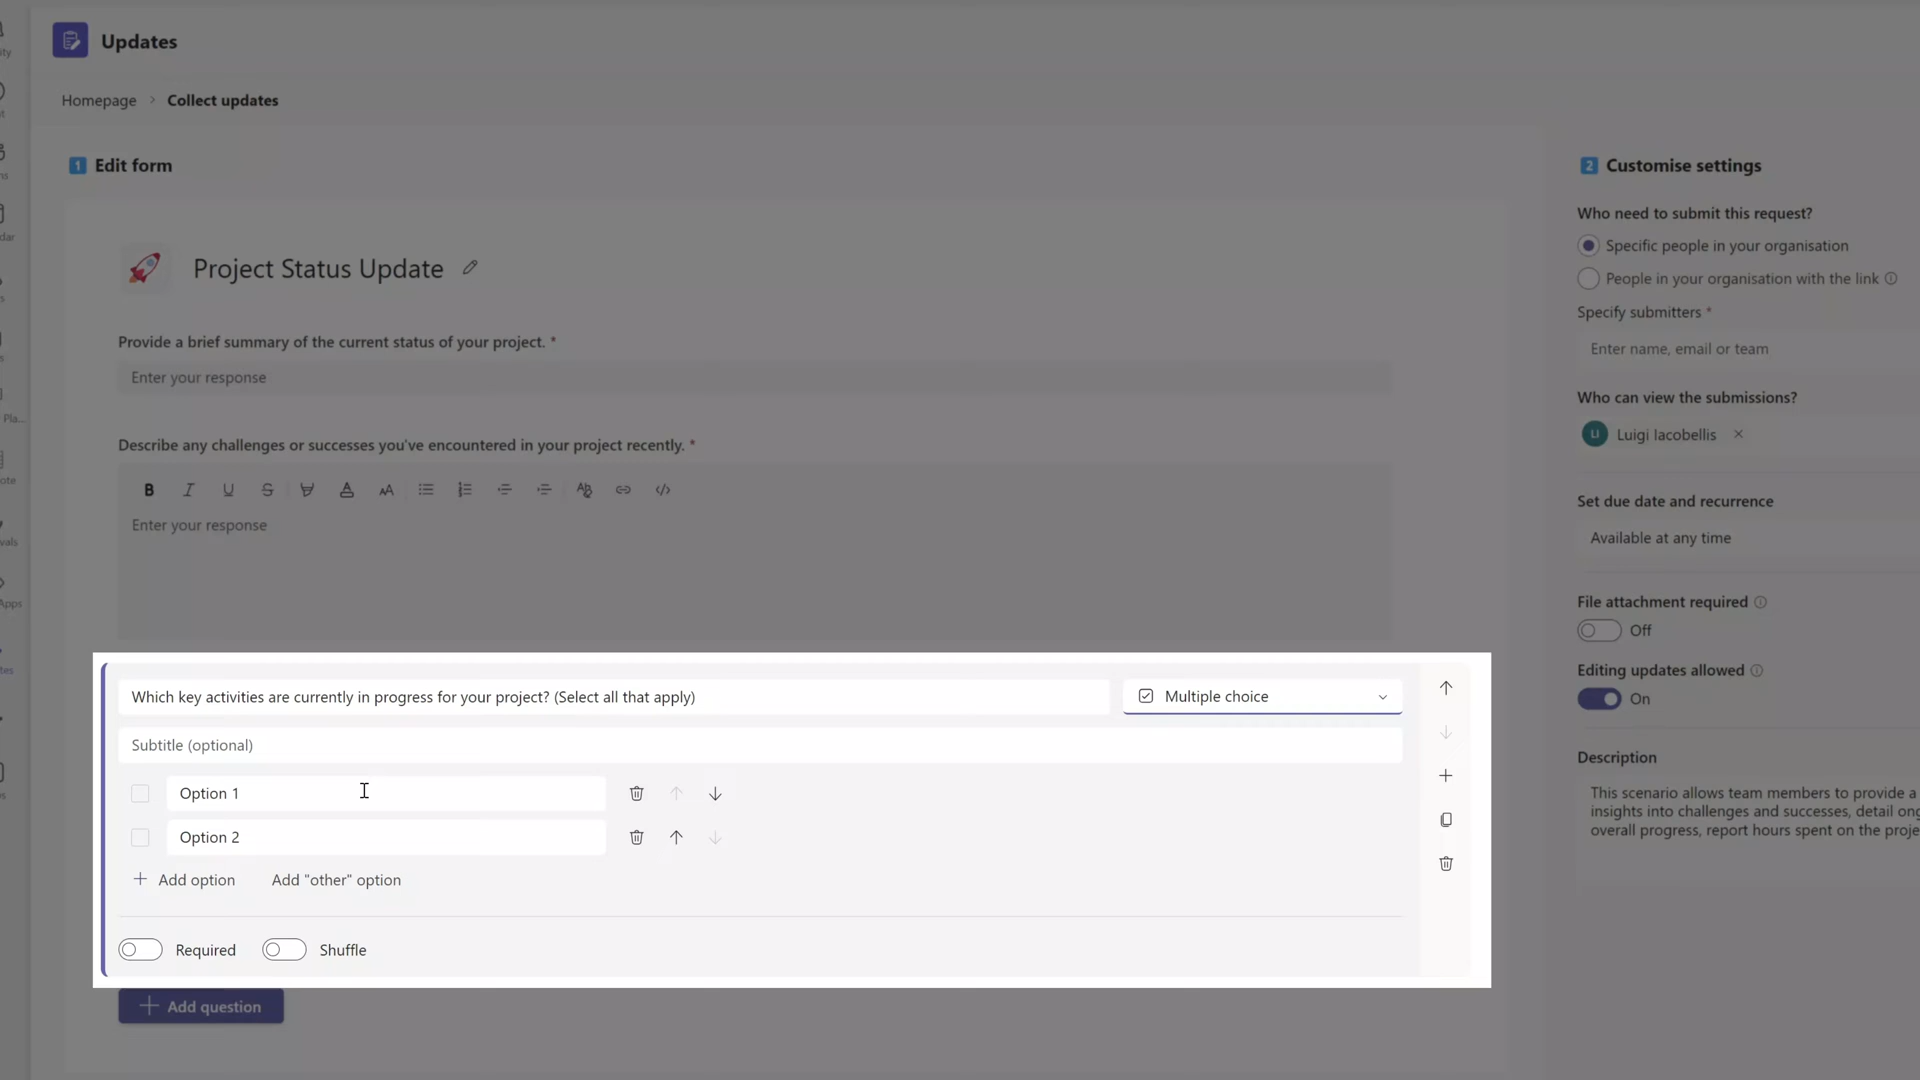 Updates
Homepage > Collect updates
1 Edit form
Project Status Update
Provide a brief summary of the current status of your project. *
Enter your response
Describe any challenges or successes you've encountered in your project recently. *
Enter your response
Which key activities are currently in progress for your project? (Select all that apply)
Multiple choice
Subtitle (optional)
Option 1
Option 2
+ Add option
Add "other" option
Required
Shuffle
+ Add question
2 Customise settings
Who need to submit this request?
Specific people in your organisation
People in your organisation with the link
Specify submitters *
Enter name, email or team
Who can view the submissions?
LI Luigi Iacobellis
Set due date and recurrence
Available at any time
File attachment required
Off
Editing updates allowed
On
Description
This scenario allows team members to provide a
insights into challenges and successes, detail
overall progress, report hours spent on the